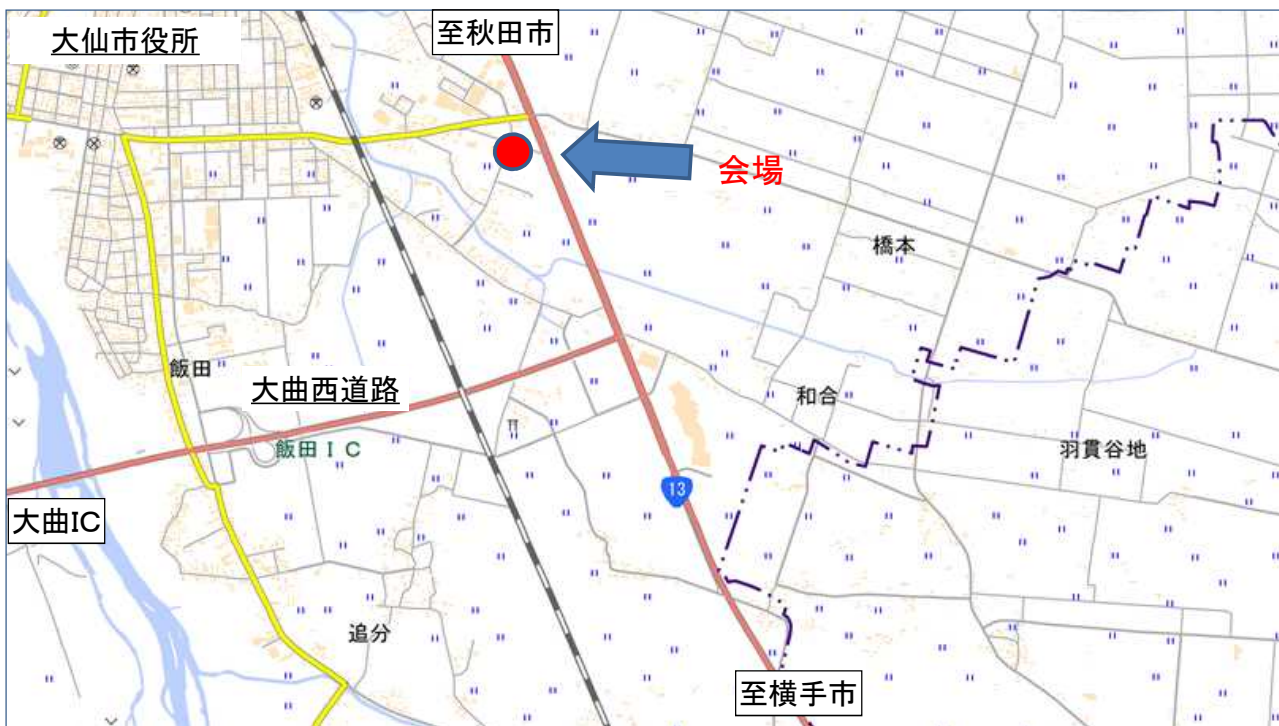 大仙市役所
至秋田市
会場
橋本
飯田
大曲西道路
和合
飯田IC
羽貫谷地
13
大曲IC
追分
至横手市